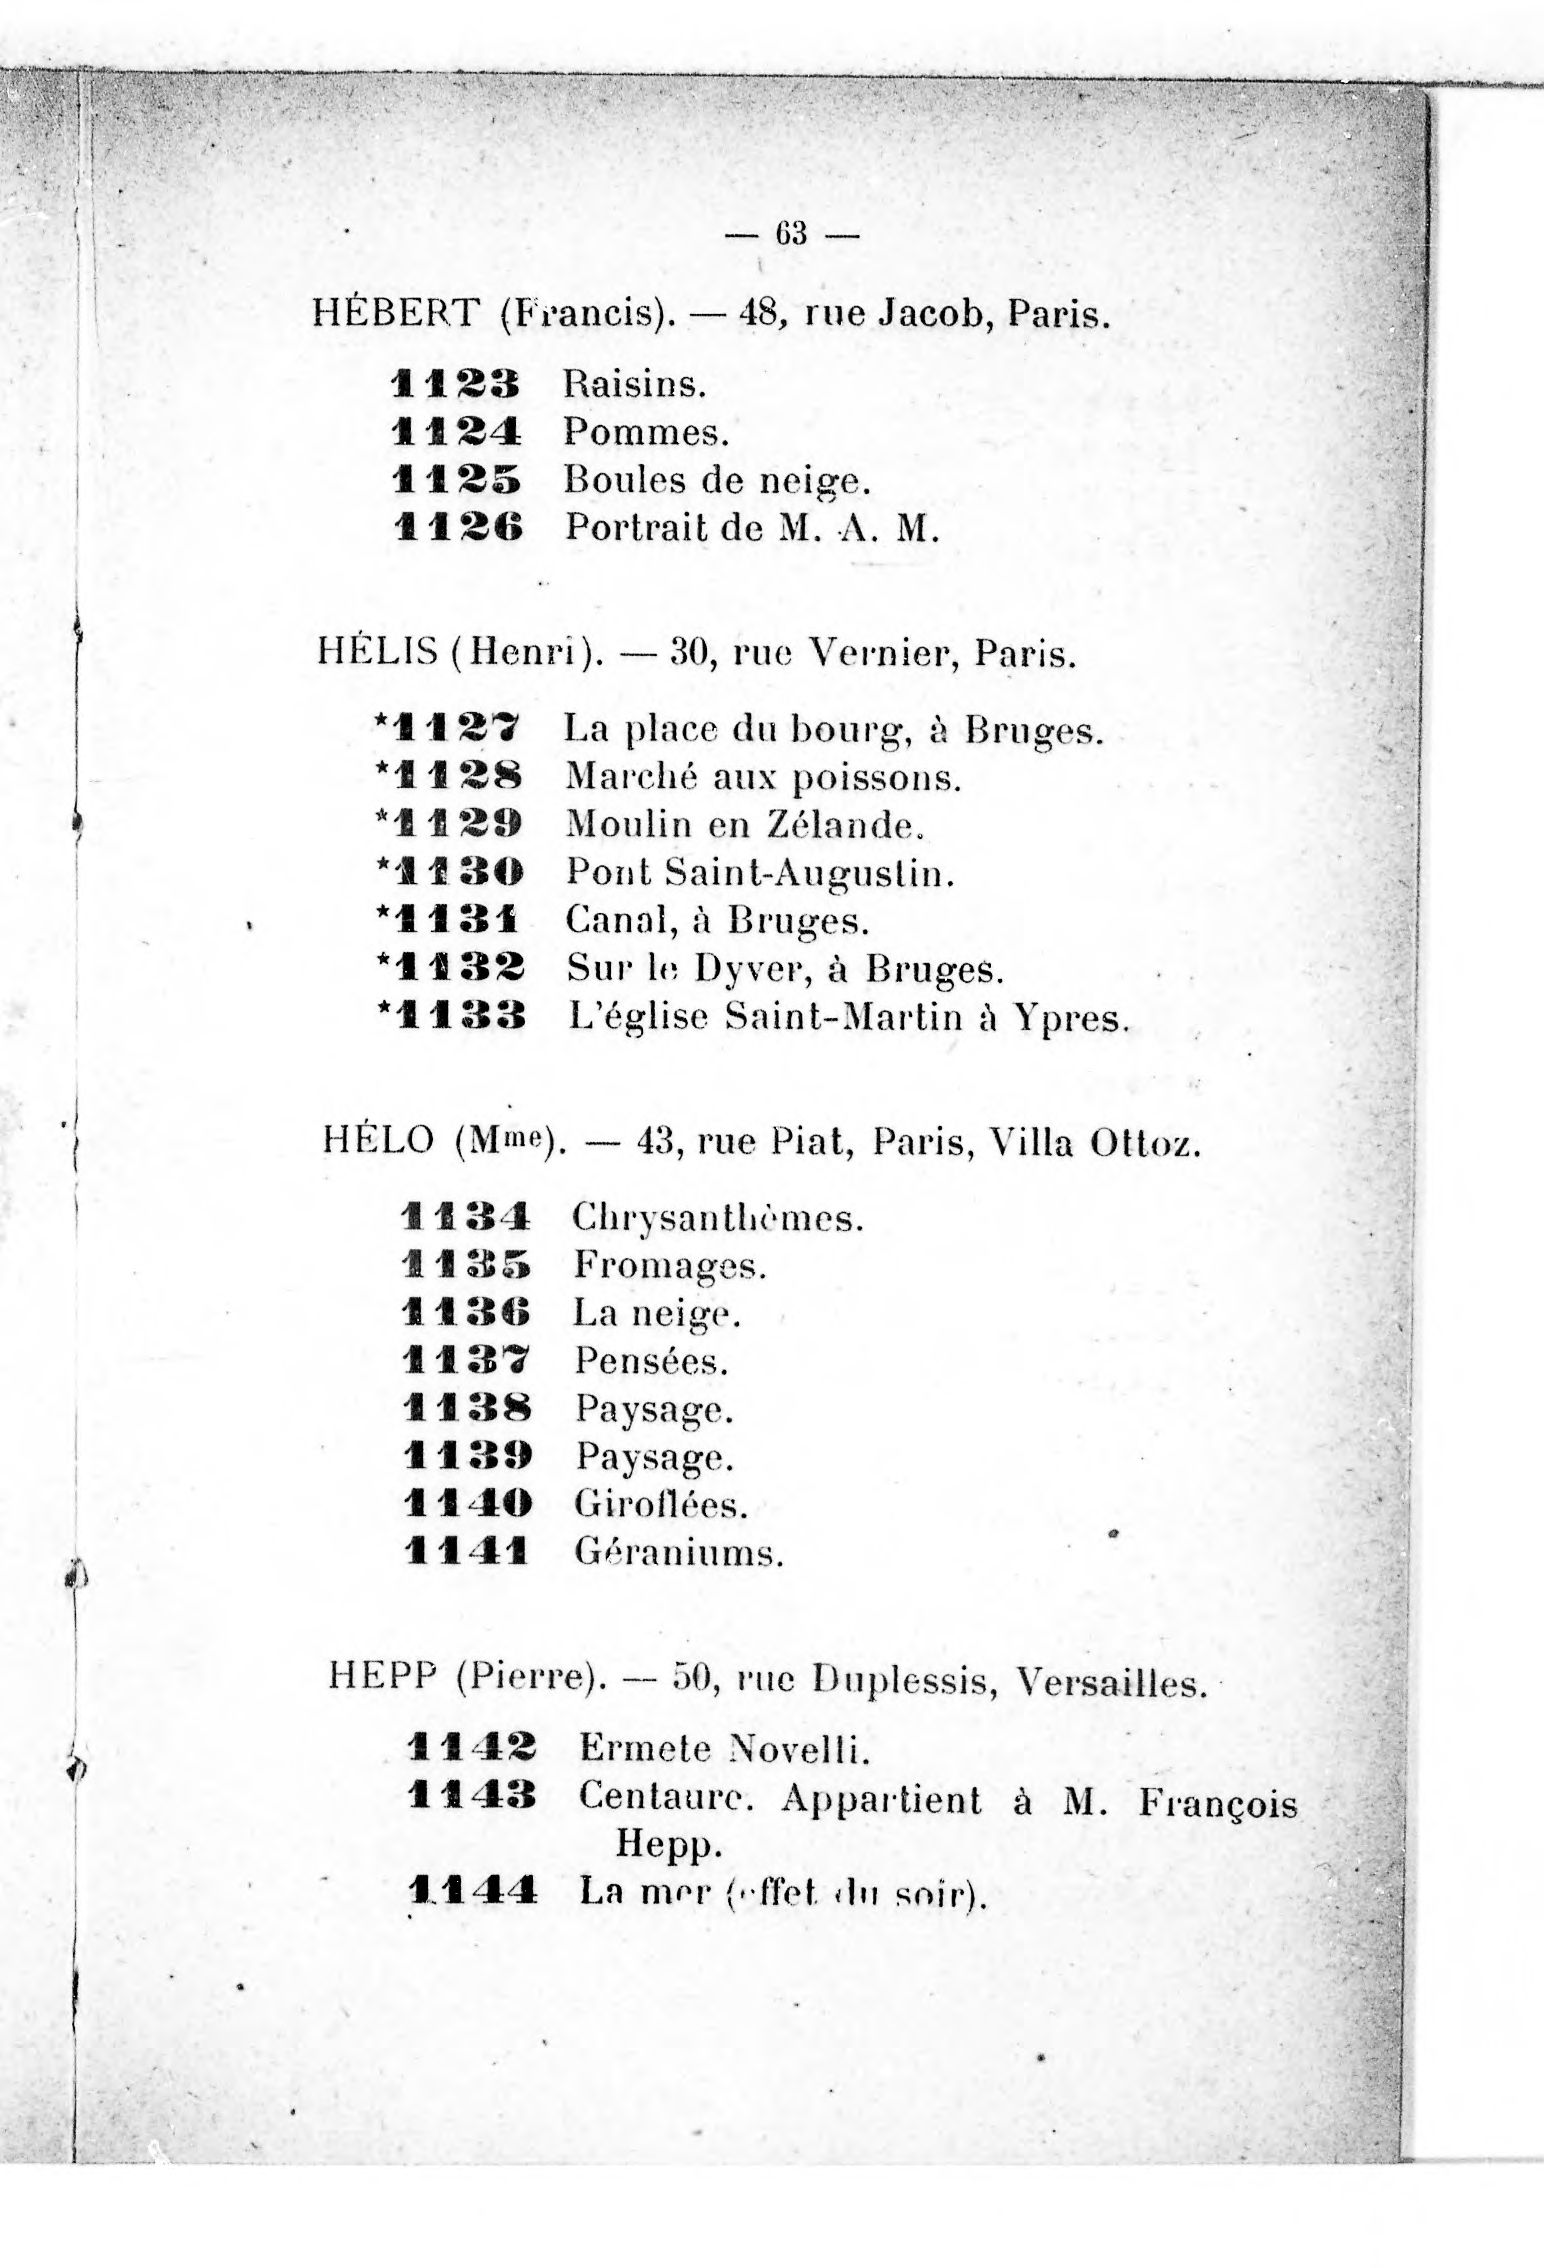 — 63 —
HÉBERT (Francis). — 48, rue Jacob, Paris.
1123 Raisins.
1124 Pommes.
1125 Boules de neige.
1126 Portrait de M. A. M.
HÉLIS (Henri). — 30, rue Vernier, Paris.
*1127 La place du bourg, à Bruges.
*1128 Marché aux poissons.
*1129 Moulin en Zélande.
*1130 Pont Saint-Augustin.
*1131 Canal, à Bruges.
*1132 Sur le Dyver, à Bruges.
*1133 L'église Saint-Martin à Ypres.
HÉLO (Mme). — 43, rue Piat, Paris, Villa Ottoz.
1134 Chrysanthèmes.
1135 Fromages.
1136 La neige.
1137 Pensées.
1138 Paysage.
1139 Paysage.
1140 Giroflées.
1141 Géraniums.
HEPP (Pierre). — 50, rue Duplessis, Versailles.
1142 Ermete Novelli.
1143 Centaure. Appartient à M. François
Hepp.
1144 La mer (effet du soir).